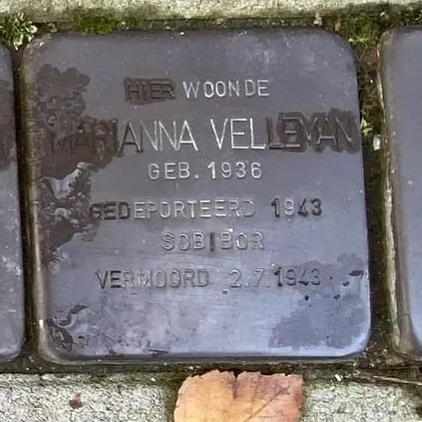 HIER WOONDE
MARIANNA VELLEMAN
GEB. 1936
GEDEPORTEERD 1943
SOBIBOR
VERMOORD 2.7.1943